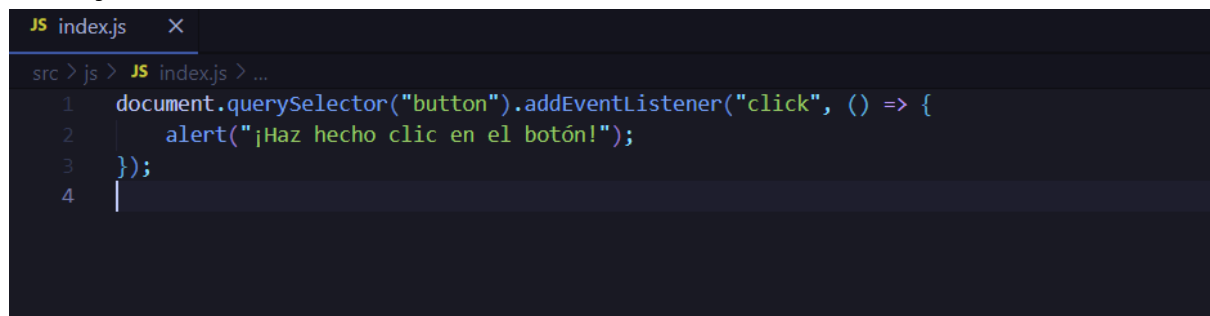 JS index.js ×
src > js > JS index.js > ...
1 document.querySelector("button").addEventListener("click", () => {
2 alert("¡Haz hecho clic en el botón!");
3 });
4